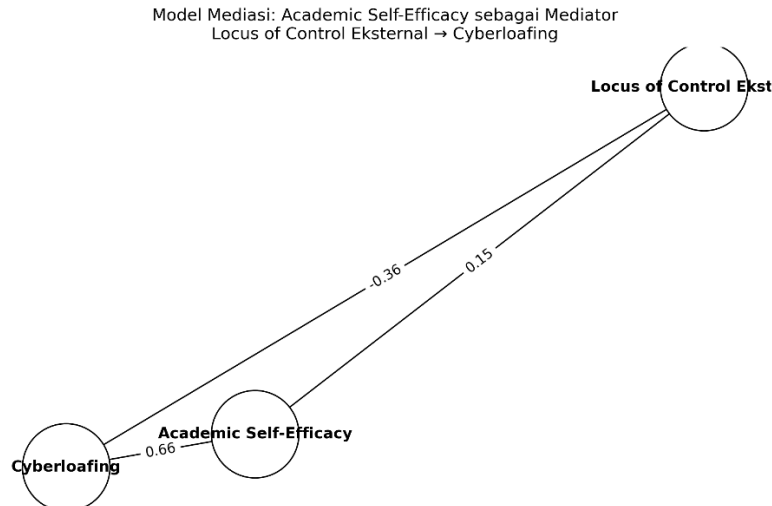 Model Mediasi: Academic Self-Efficacy sebagai Mediator
Locus of Control Eksternal → Cyberloafing
Locus of Control Ekst
-0.36
0.15
Academic Self-Efficacy
0.66
Cyberloafing